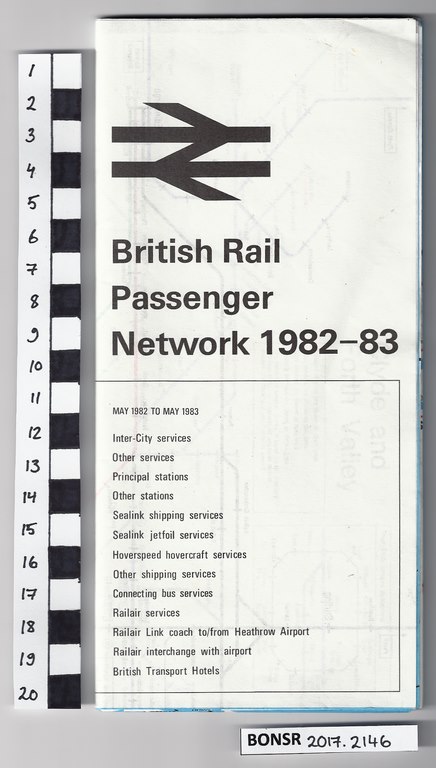 1
2
3
4
5
6
7
8
9
10
11
12
13
14
15
16
17
18
19
20
British Rail
Passenger
Network 1982–83
MAY 1982 TO MAY 1983
Inter-City services
Other services
Principal stations
Other stations
Sealink shipping services
Sealink jetfoil services
Hoverspeed hovercraft services
Other shipping services
Connecting bus services
Railair services
Railair Link coach to/from Heathrow Airport
Railair interchange with airport
British Transport Hotels
BONSR 2017.2146